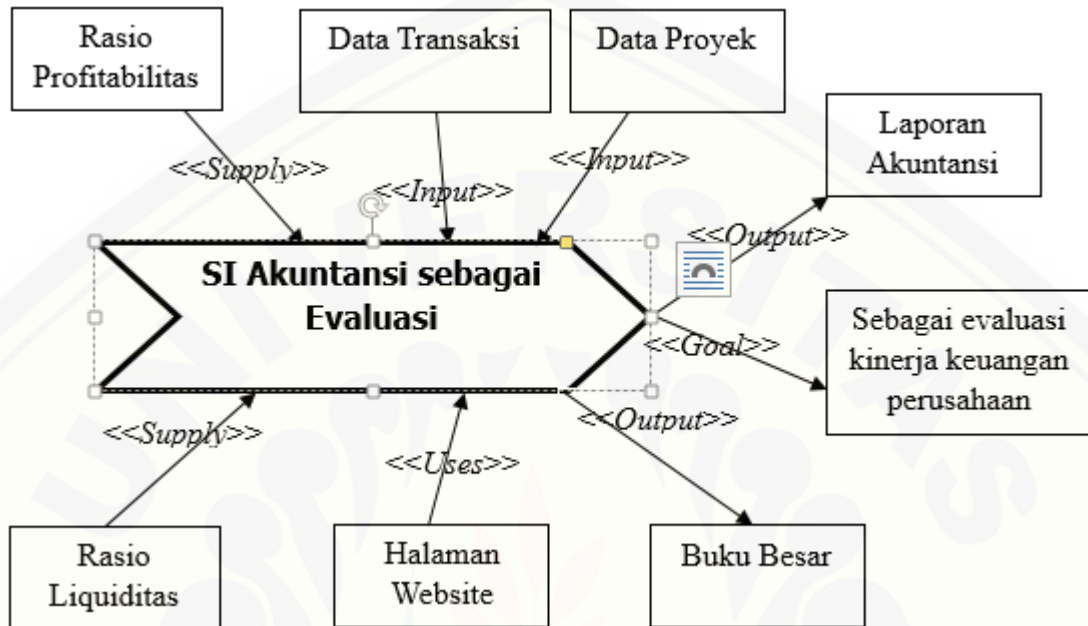 Rasio
Profitabilitas
Data Transaksi
Data Proyek
Laporan
Akuntansi
<<Supply>>
<<Input>>
<<Input>>
<<Output>>
SI Akuntansi sebagai
Evaluasi
Sebagai evaluasi
kinerja keuangan
perusahaan
<<Goal>>
<<Supply>>
<<Uses>>
<<Output>>
Rasio
Liquiditas
Halaman
Website
Buku Besar
UNIVERSITAS